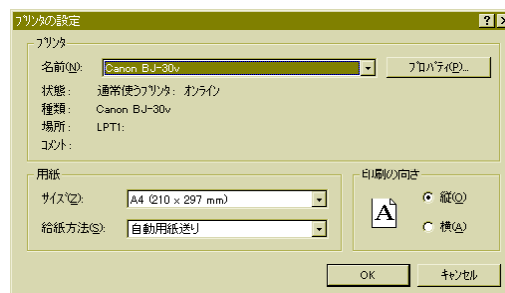 プリンタの設定
プリンタ
名前(N): Canon BJ-30v プロパティ(P)...
状態: 通常使うプリンタ: オンライン
種類: Canon BJ-30v
場所: LPT1:
コメント:
用紙
サイズ(Z): A4 (210 x 297 mm)
給紙方法(S): 自動用紙送り
印刷の向き
A
縦(O)
横(A)
OK キャンセル